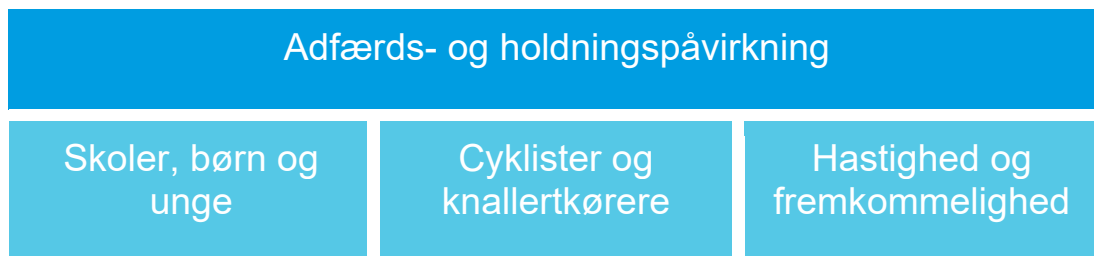 Adfærds- og holdningspåvirkning
Skoler, børn og
unge
Cyklister og
knallertkørere
Hastighed og
fremkommelighed